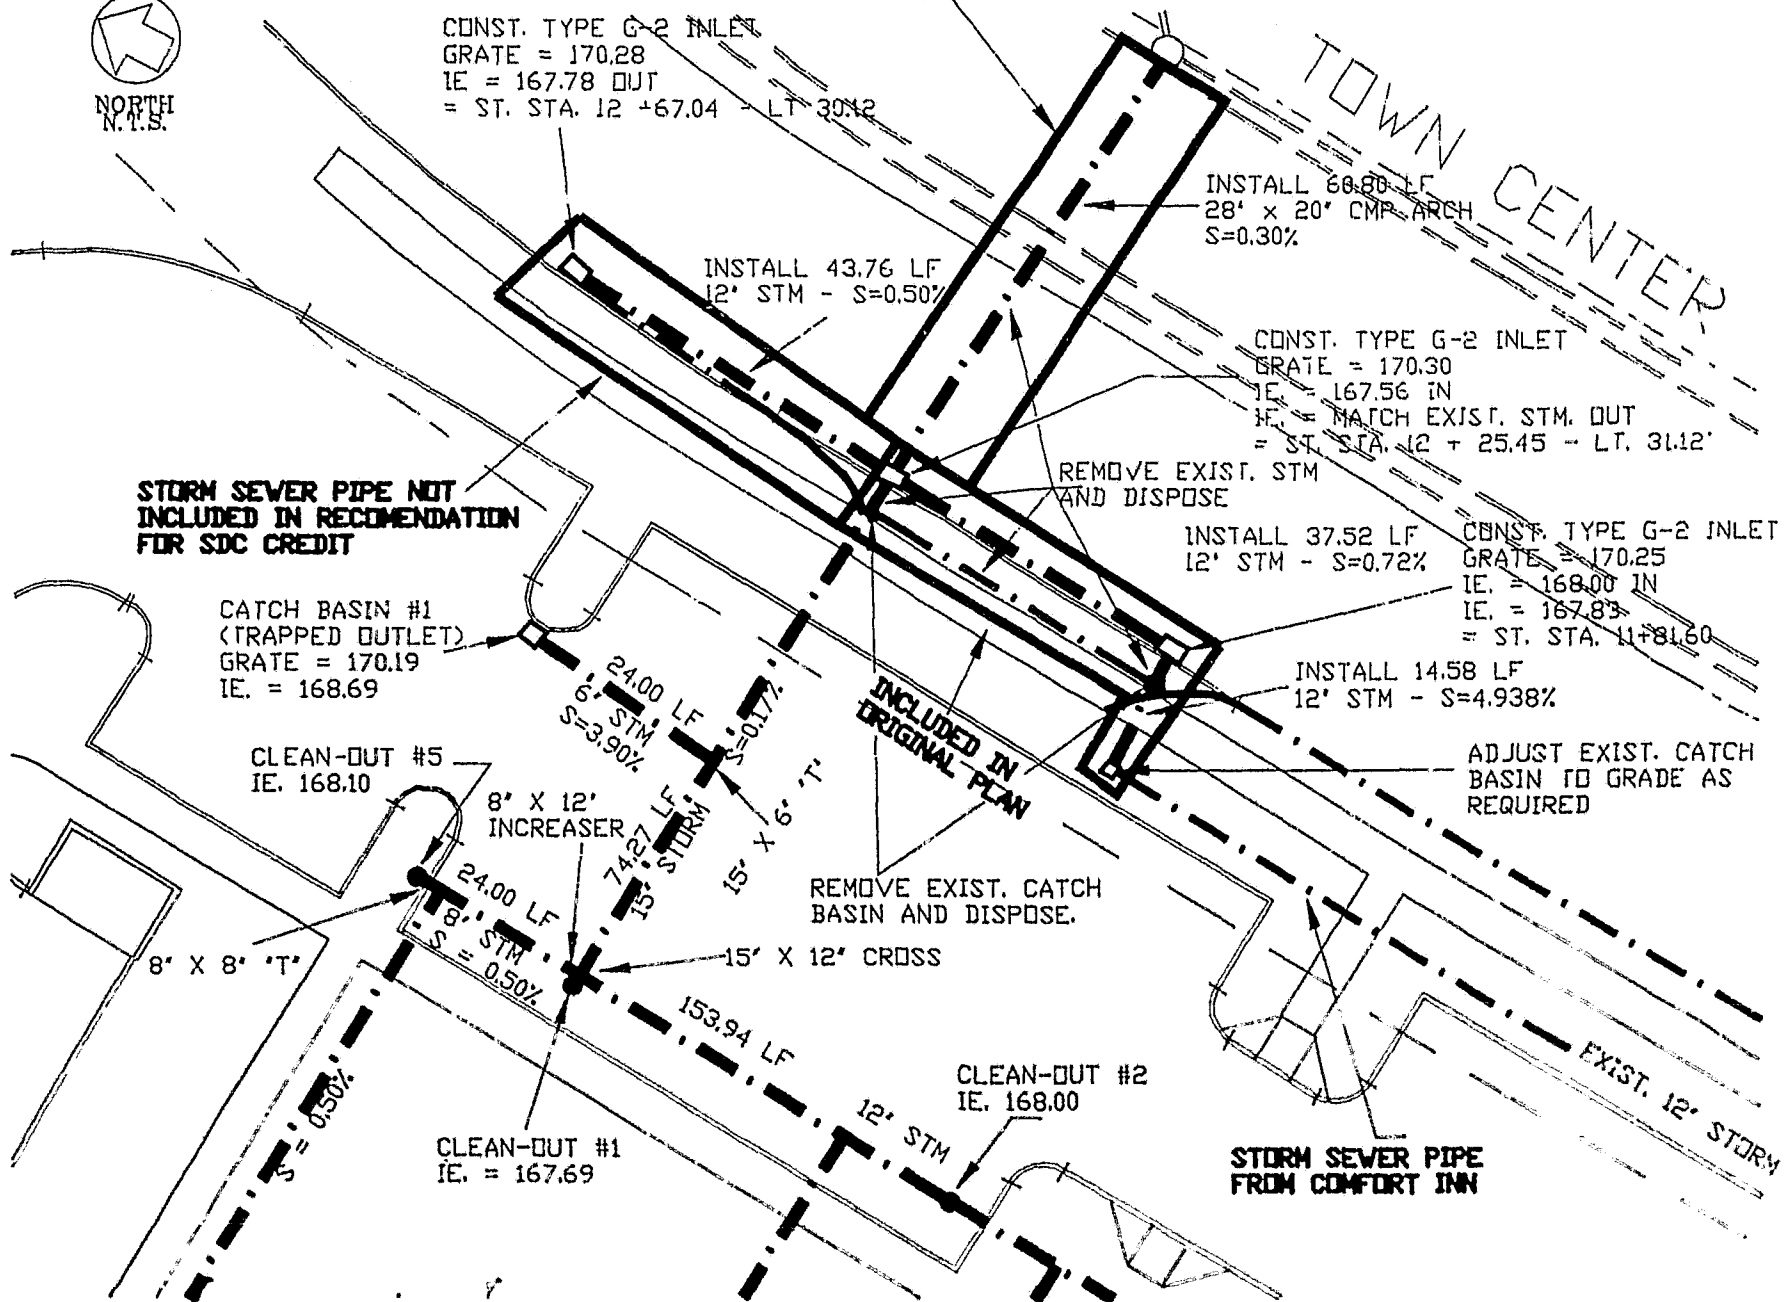 NORTH
N.T.S.
CONST. TYPE G-2 INLET
GRATE = 170.28
IE = 167.78 OUT
= ST. STA. 12 +67.04 - LT 30.12
TOWN CENTER
INSTALL 60.80 LF
28" x 20" CMP ARCH
S=0.30%
INSTALL 43.76 LF
12" STM - S=0.50%
CONST. TYPE G-2 INLET
GRATE = 170.30
IE. = 167.56 IN
IE. = MATCH EXIST. STM. OUT
= ST. STA. 12 + 25.45 - LT. 31.12'
REMOVE EXIST. STM
AND DISPOSE
STORM SEWER PIPE NOT
INCLUDED IN RECOMENDATION
FOR SDC CREDIT
INSTALL 37.52 LF
12" STM - S=0.72%
CONST. TYPE G-2 INLET
GRATE = 170.25
IE. = 168.00 IN
IE. = 167.83
= ST. STA. 11+81.60
CATCH BASIN #1
(TRAPPED OUTLET)
GRATE = 170.19
IE. = 168.69
24.00 LF
6" STM
S=3.90%
S=0.17%
INSTALL 14.58 LF
12" STM - S=4.938%
INCLUDED IN
ORIGINAL PLAN
CLEAN-OUT #5
IE. 168.10
ADJUST EXIST. CATCH
BASIN TO GRADE AS
REQUIRED
8" X 12"
INCREASER
74.27 LF
15" STORM
15" X 6" "T"
24.00 LF
8" STM
S = 0.50%
REMOVE EXIST. CATCH
BASIN AND DISPOSE.
8" X 8" "T"
15" X 12" CROSS
153.94 LF
12" STM
S = 0.50%
CLEAN-OUT #2
IE. 168.00
CLEAN-OUT #1
IE. = 167.69
EXIST. 12" STORM
STORM SEWER PIPE
FROM COMFORT INN